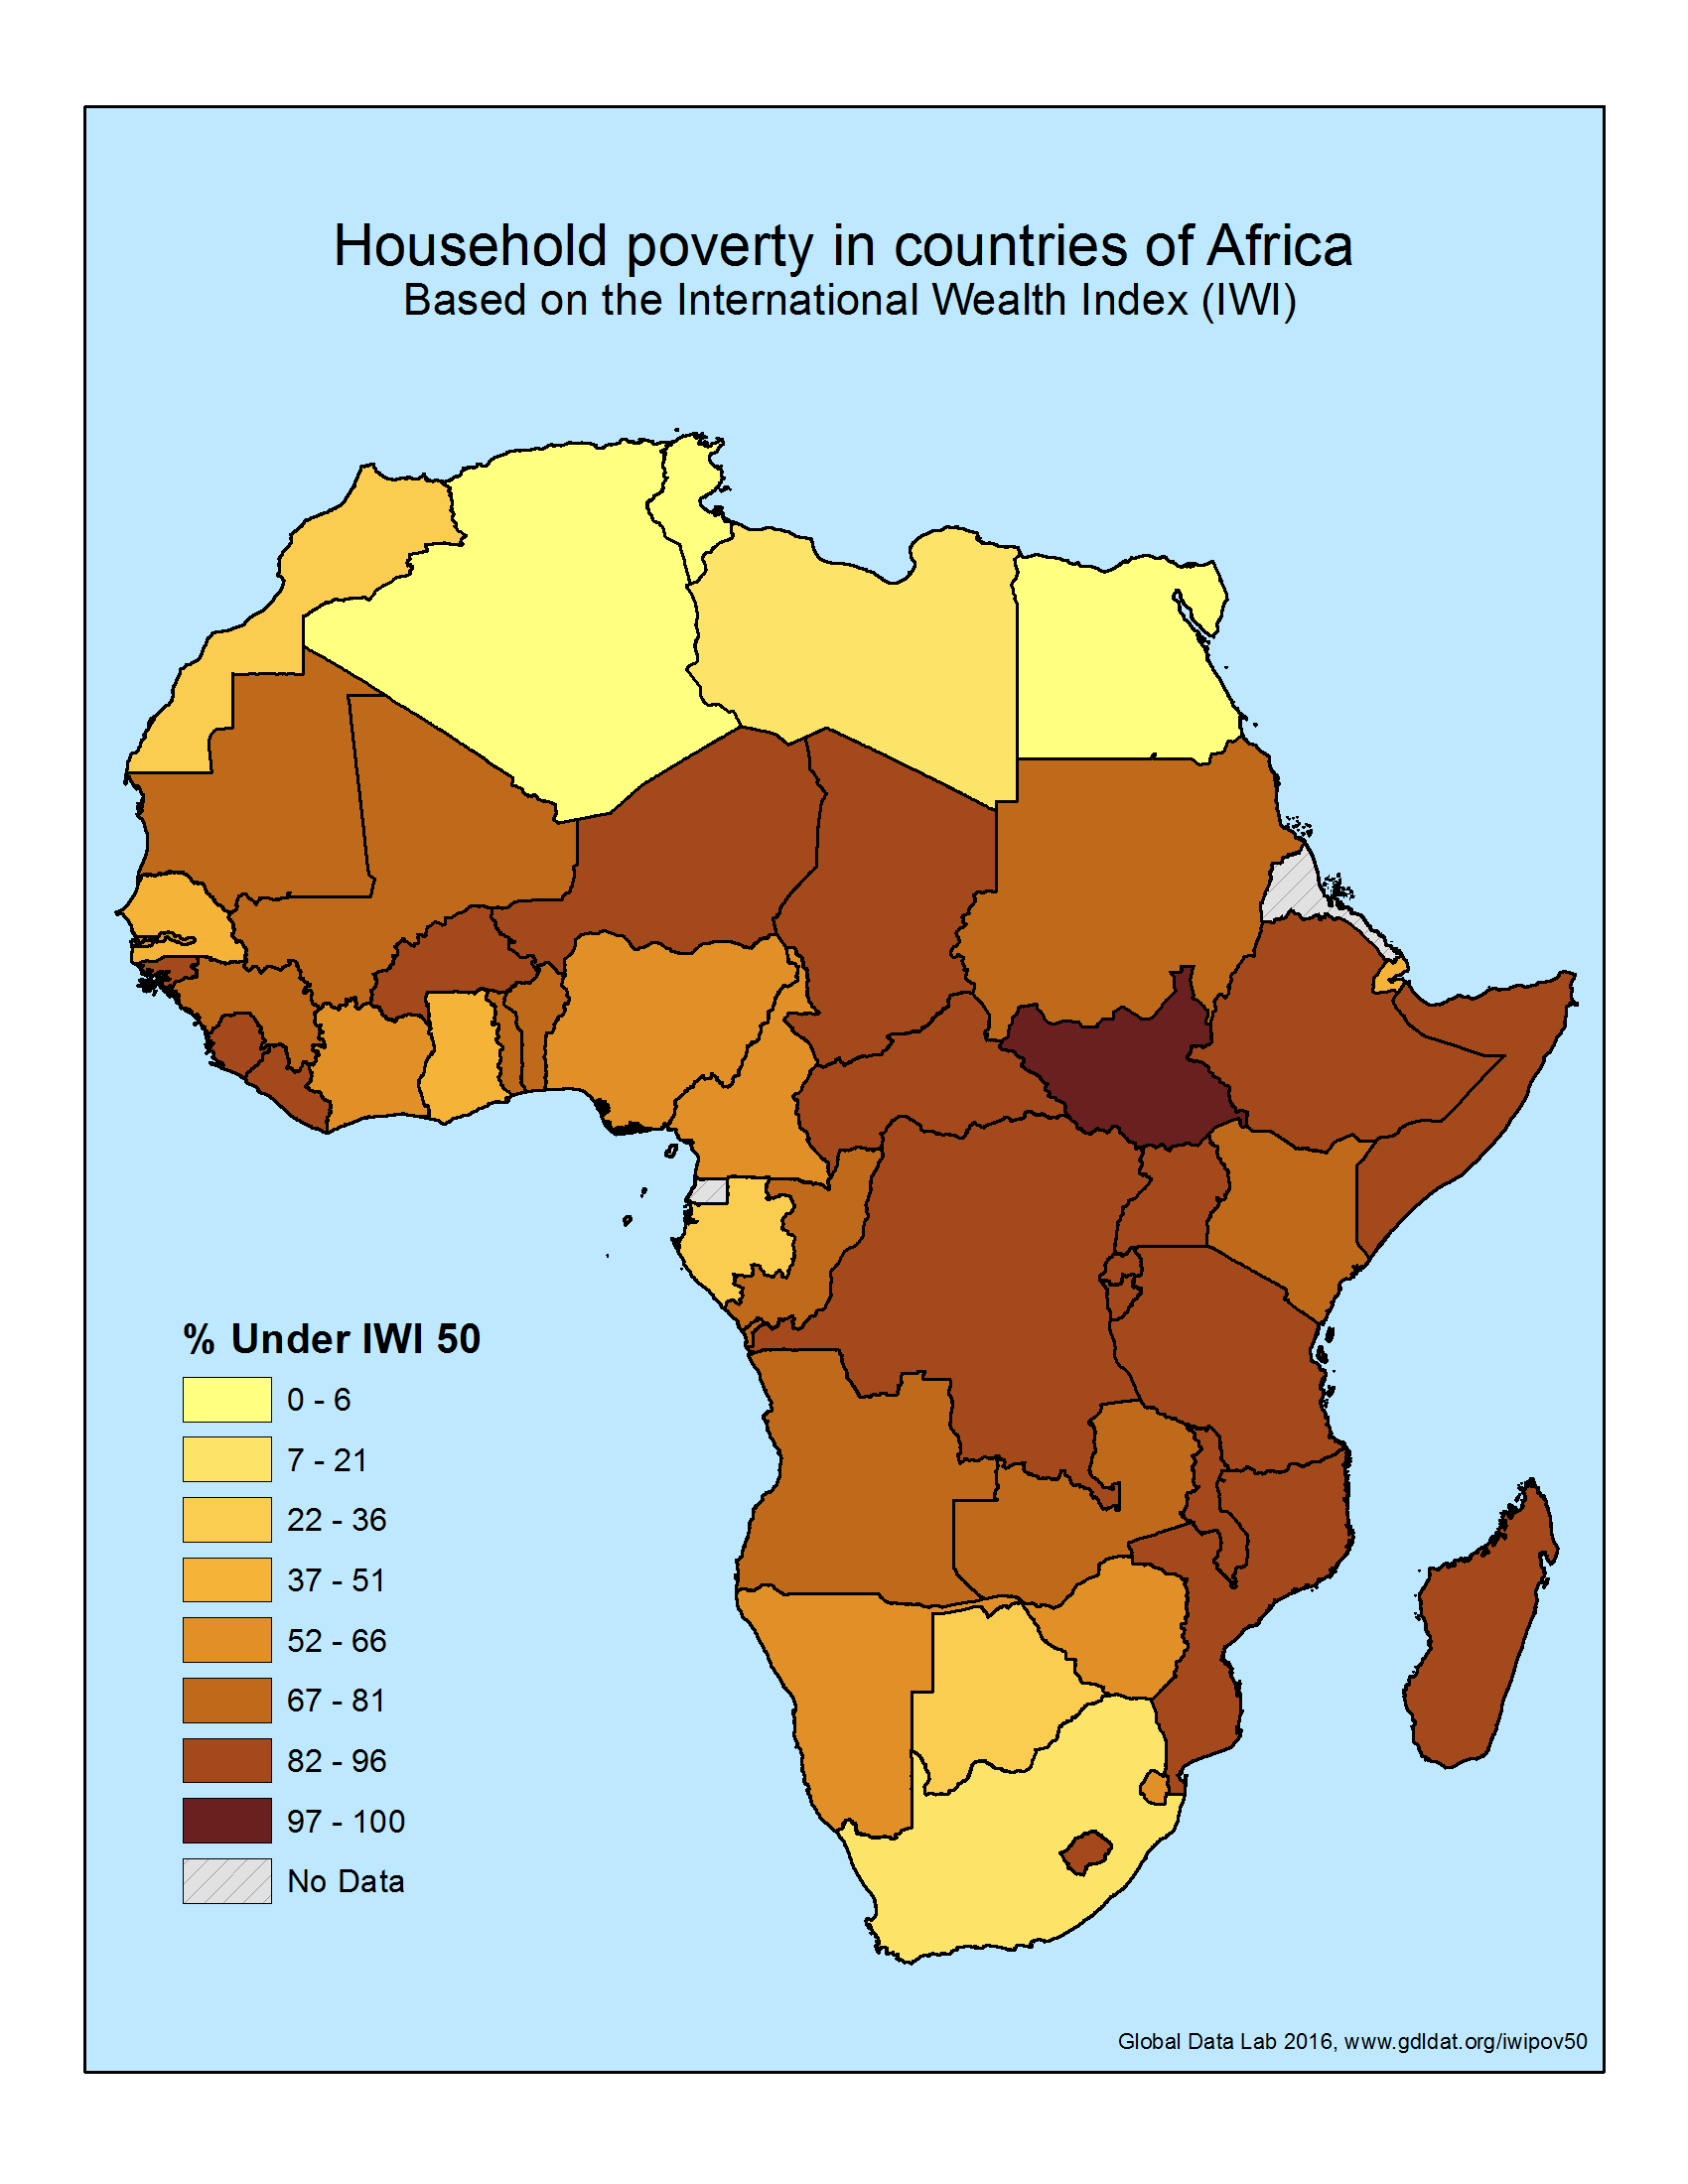 Household poverty in countries of Africa
Based on the International Wealth Index (IWI)
% Under IWI 50
0 - 6
7 - 21
22 - 36
37 - 51
52 - 66
67 - 81
82 - 96
97 - 100
No Data
Global Data Lab 2016, www.gdldat.org/iwipov50